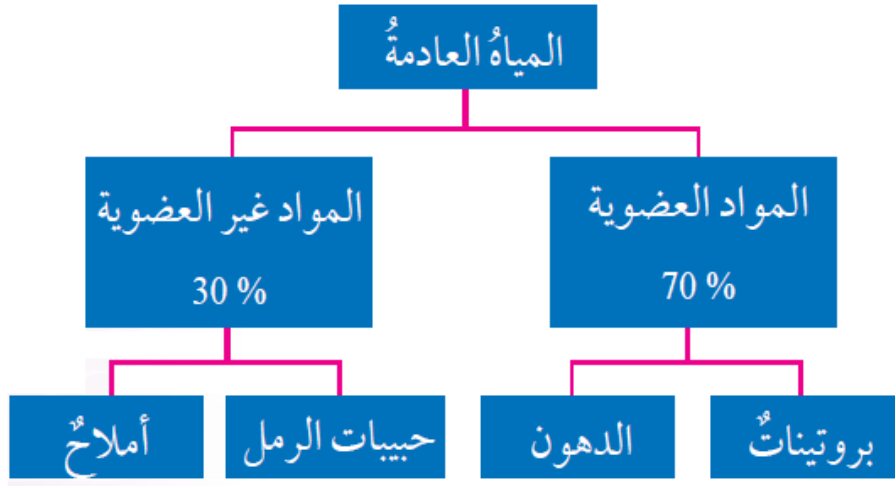 المياهُ العادمةُ
المواد العضوية
70 %
المواد غير العضوية
30 %
بروتيناتٌ
الدهون
حبيبات الرمل
أملاحٌ